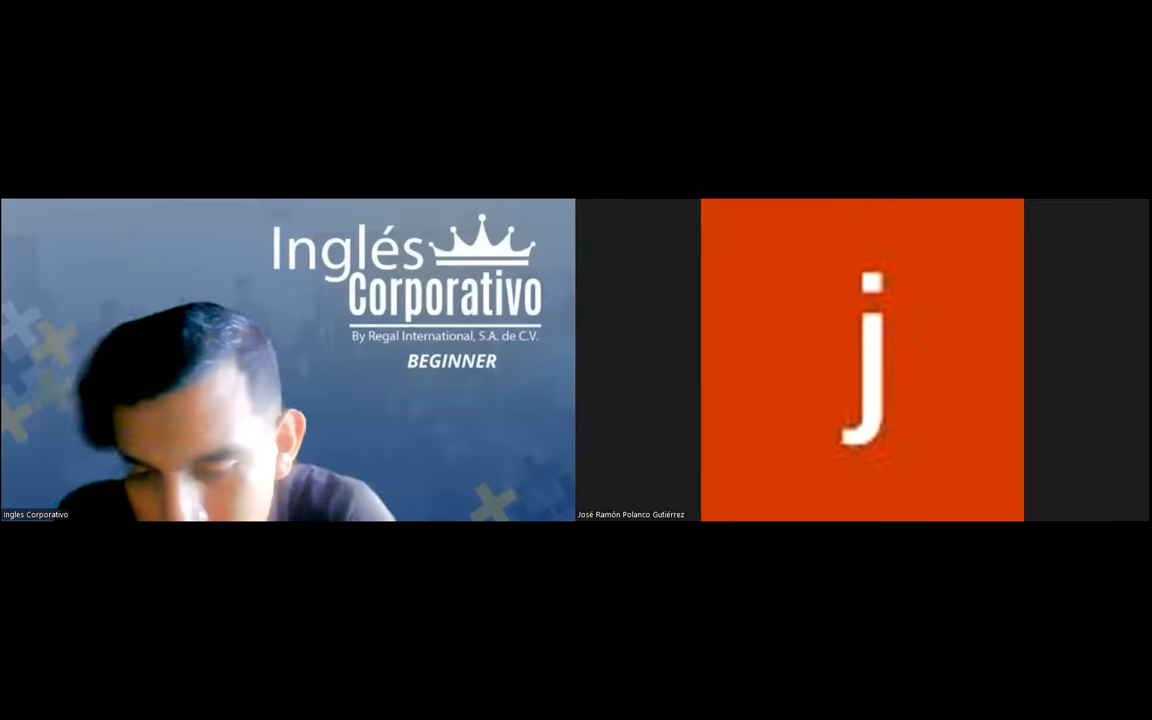 Inglés
Corporativo
By Regal International, S.A. de C.V.
BEGINNER
j
Ingles Corporativo
José Ramón Polanco Gutiérrez